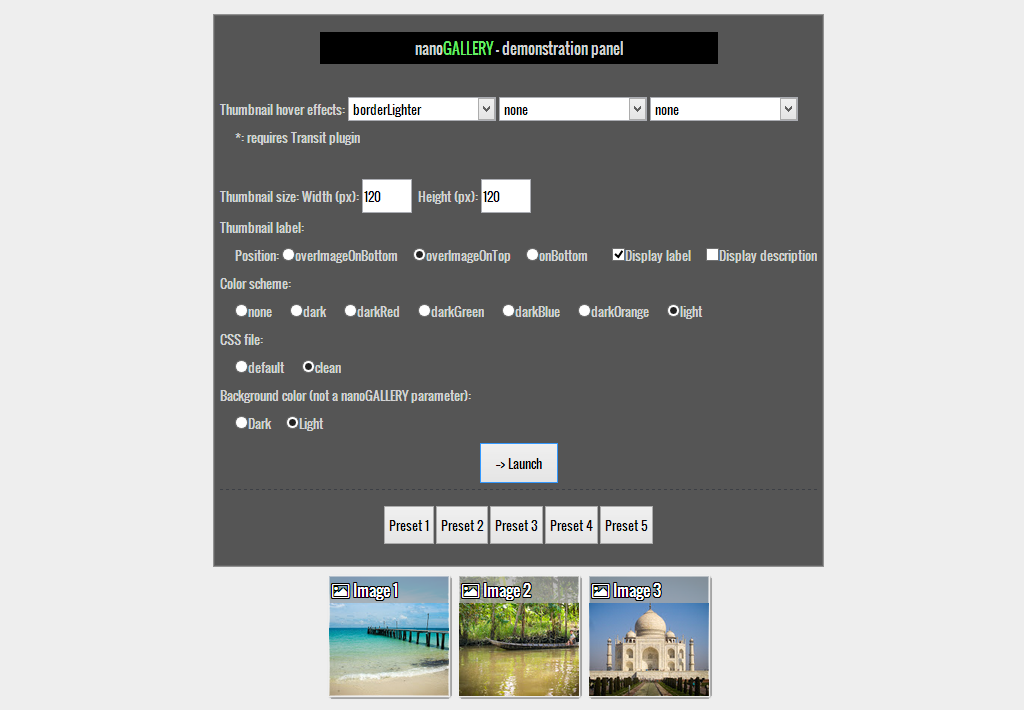 nanoGALLERY - demonstration panel
Thumbnail hover effects: borderLighter none none
*: requires Transit plugin
Thumbnail size: Width (px): 120 Height (px): 120
Thumbnail label:
Position: overImageOnBottom overImageOnTop onBottom Display label Display description
Color scheme:
none dark darkRed darkGreen darkBlue darkOrange light
CSS file:
default clean
Background color (not a nanoGALLERY parameter):
Dark Light
--> Launch
Preset 1 Preset 2 Preset 3 Preset 4 Preset 5
Image 1 Image 2 Image 3